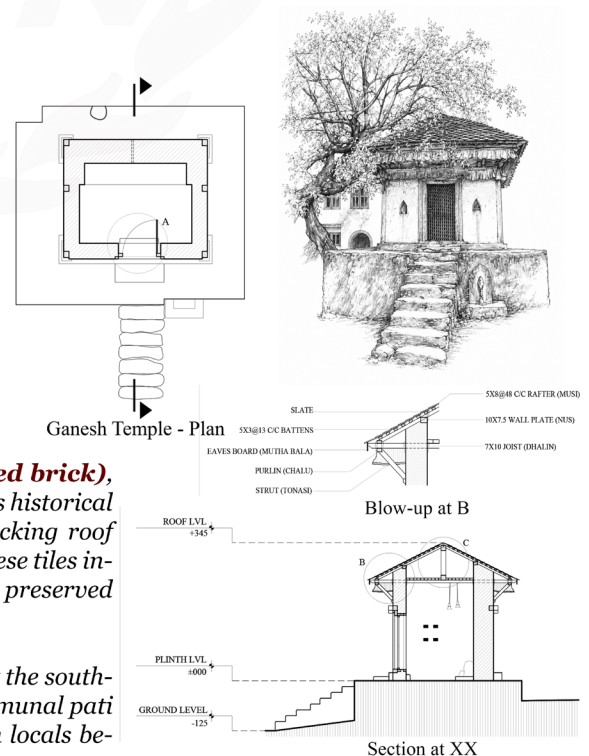 A
Ganesh Temple - Plan
SLATE
5X3@13 C/C BATTENS
EAVES BOARD (MUTHA BALA)
PURLIN (CHALU)
STRUT (TONASI)
5X8@48 C/C RAFTER (MUSI)
10X7.5 WALL PLATE (NUS)
7X10 JOIST (DHALIN)
Blow-up at B
ed brick),
s historical
cking roof
ese tiles in-
preserved
the south-
munal pati
n locals be-
ROOF LVL
+345
PLINTH LVL
±000
GROUND LEVEL
-125
B
C
Section at XX